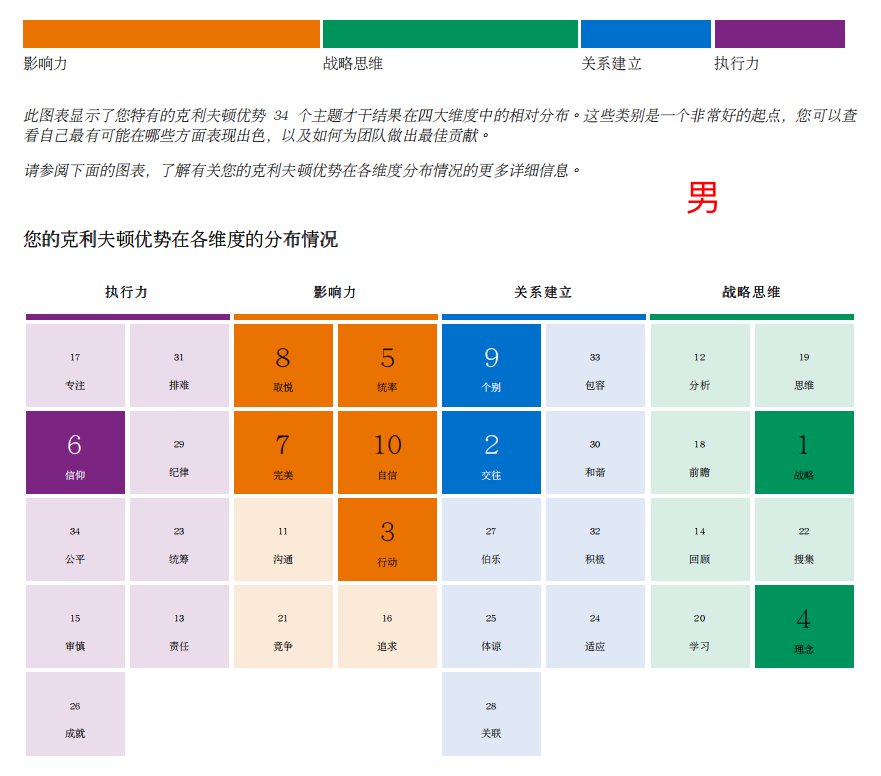 影响力 战略思维 关系建立 执行力
此图表显示了您特有的克利夫顿优势 34 个主题才干结果在四大维度中的相对分布。这些类别是一个非常好的起点，您可以查
看自己最有可能在哪些方面表现出色，以及如何为团队做出最佳贡献。
请参阅下面的图表，了解有关您的克利夫顿优势在各维度分布情况的更多详细信息。
男
您的克利夫顿优势在各维度的分布情况
执行力 影响力 关系建立 战略思维
17 31 8 5 9 33 12 19
专注 排难 取悦 统率 个别 包容 分析 思维
6 29 7 10 2 30 18 1
信仰 纪律 完美 自信 交往 和谐 前瞻 战略
34 23 11 3 27 32 14 22
公平 统筹 沟通 行动 伯乐 积极 回顾 搜集
15 13 21 16 25 24 20 4
审慎 责任 竞争 追求 体谅 适应 学习 理念
26 28
成就 关联